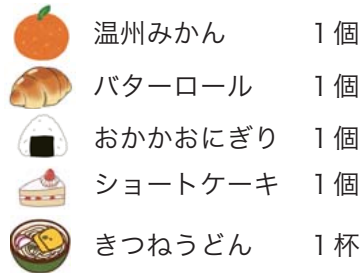 温州みかん　1個
バターロール　1個
おかかおにぎり　1個
ショートケーキ　1個
きつねうどん　1杯